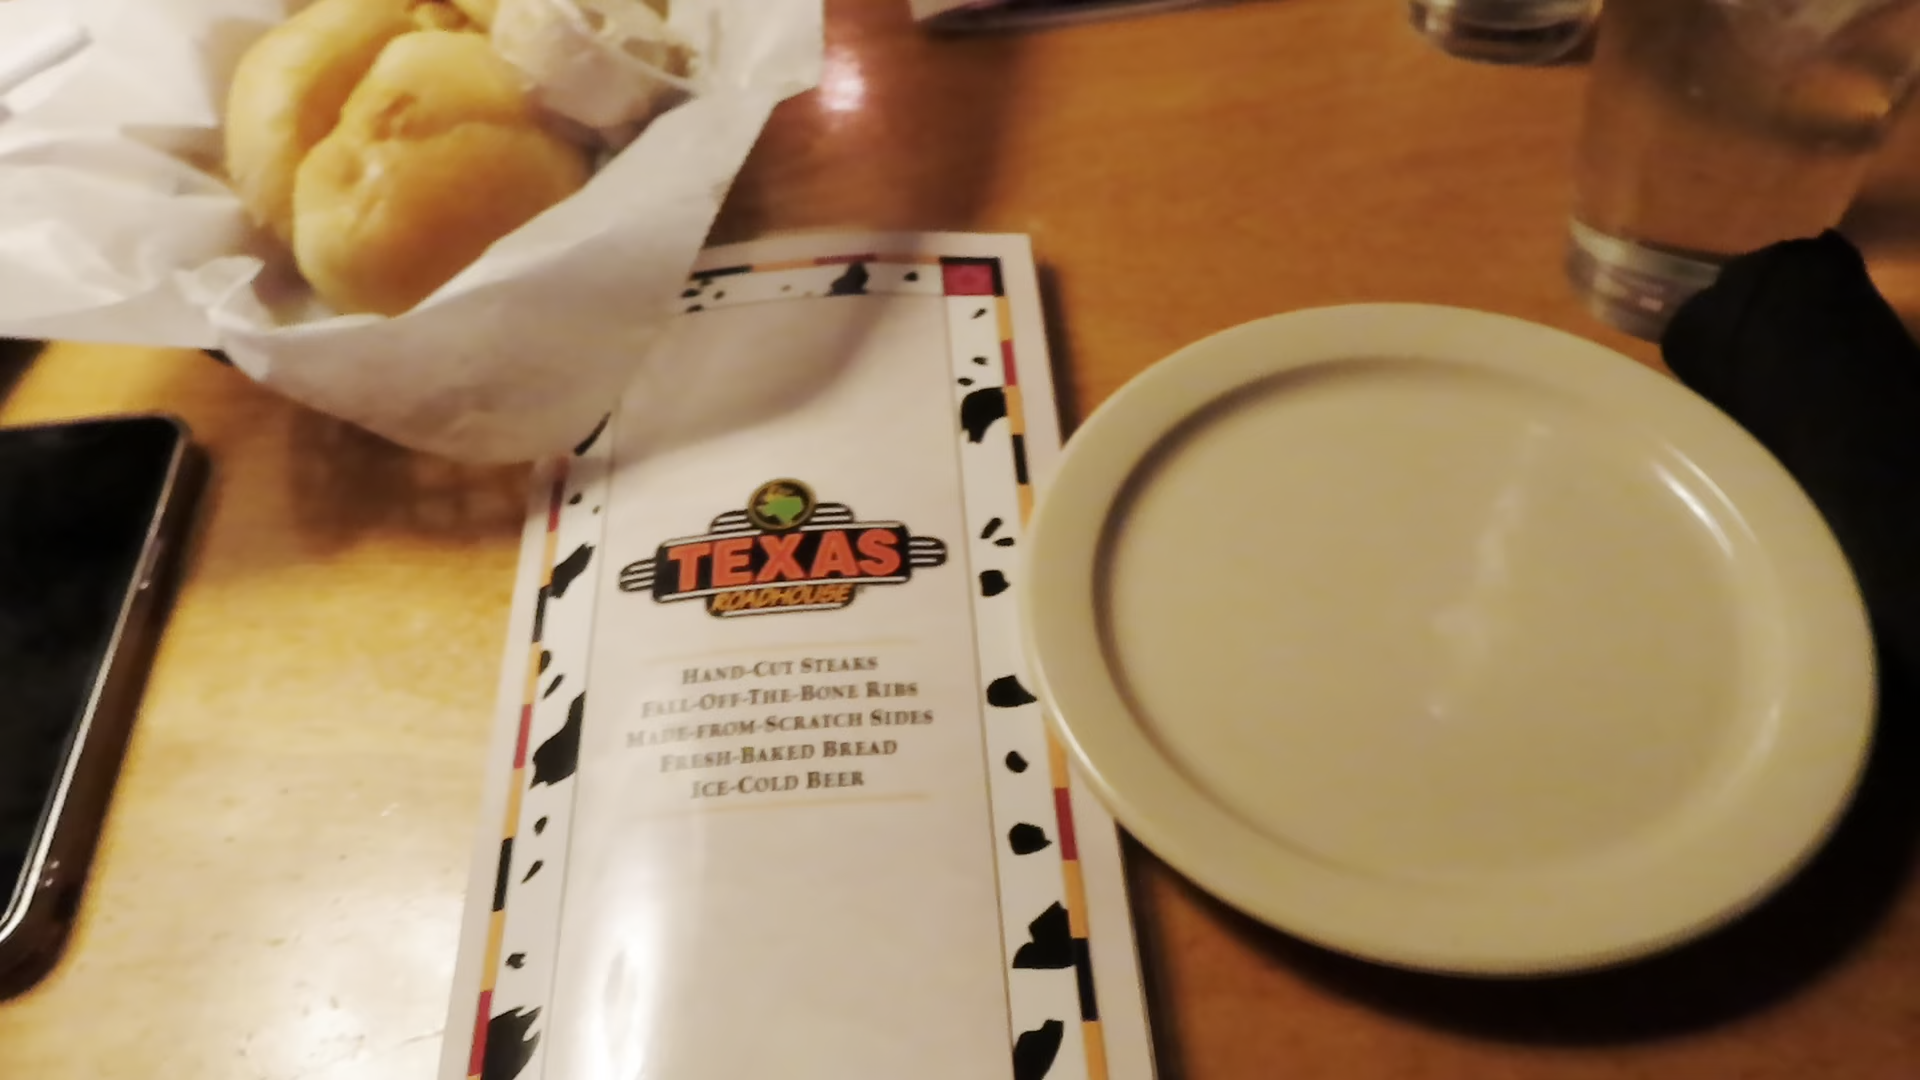 TEXAS
ROADHOUSE
HAND-CUT STEAKS
FALL-OFF-THE-BONE RIBS
MADE-FROM-SCRATCH SIDES
FRESH-BAKED BREAD
ICE-COLD BEER